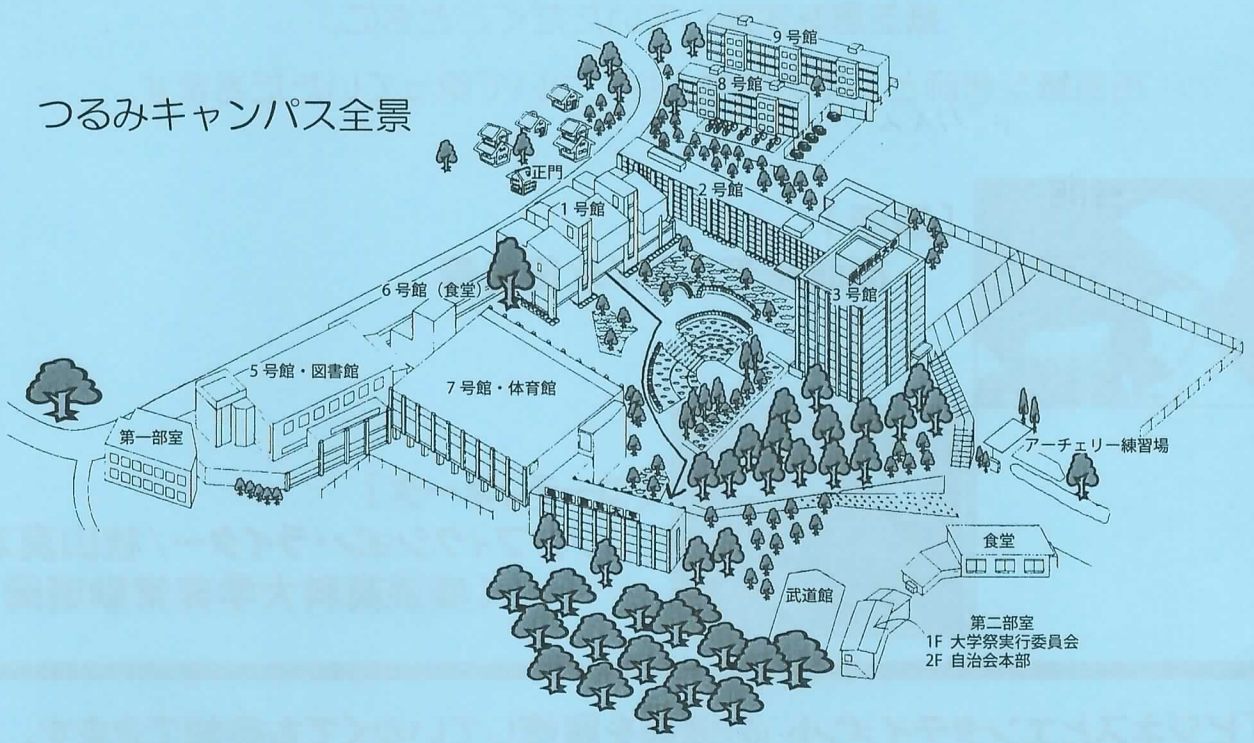 つるみキャンパス全景
9号館
8号館
正門
2号館
1号館
6号館（食堂）
3号館
5号館・図書館
7号館・体育館
第一部室
アーチェリー練習場
食堂
武道館
第二部室
1F 大学祭実行委員会
2F 自治会本部